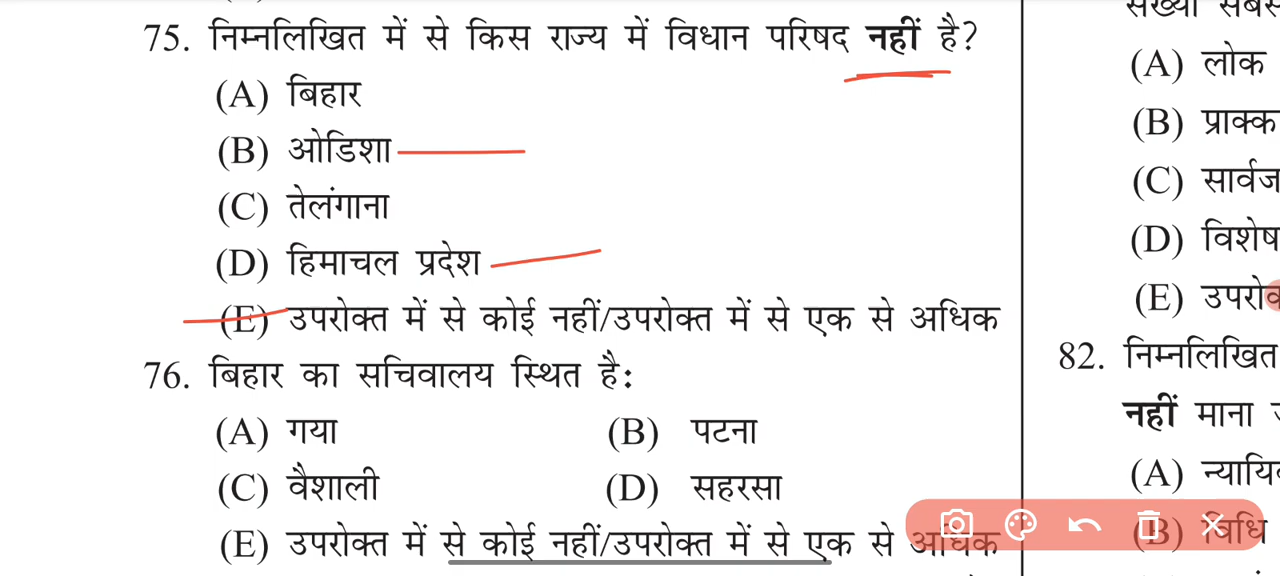 75. निम्नलिखित में से किस राज्य में विधान परिषद नहीं है?
(A) बिहार
(B) ओडिशा
(C) तेलंगाना
(D) हिमाचल प्रदेश
(E) उपरोक्त में से कोई नहीं/उपरोक्त में से एक से अधिक
76. बिहार का सचिवालय स्थित है:
(A) गया (B) पटना
(C) वैशाली (D) सहरसा
(E) उपरोक्त में से कोई नहीं/उपरोक्त में से एक से अधिक
(A) लोक
(B) प्राक्क
(C) सार्वज
(D) विशेष
(E) उपरोक
82. निम्नलिखित
नहीं माना
(A) न्यायि
(B) विधि